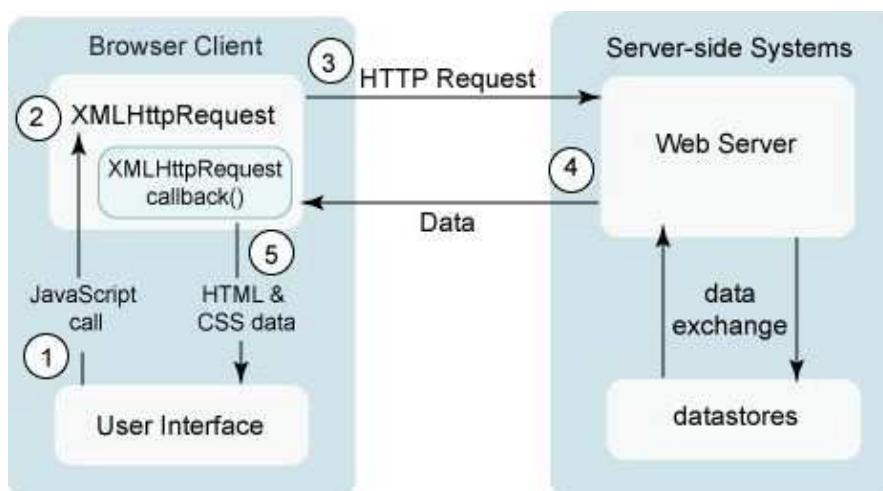 Browser Client
Server-side Systems
3
HTTP Request
2
XMLHttpRequest
XMLHttpRequest
callback()
Web Server
4
Data
5
JavaScript
call
HTML &
CSS data
data
exchange
1
User Interface
datastores